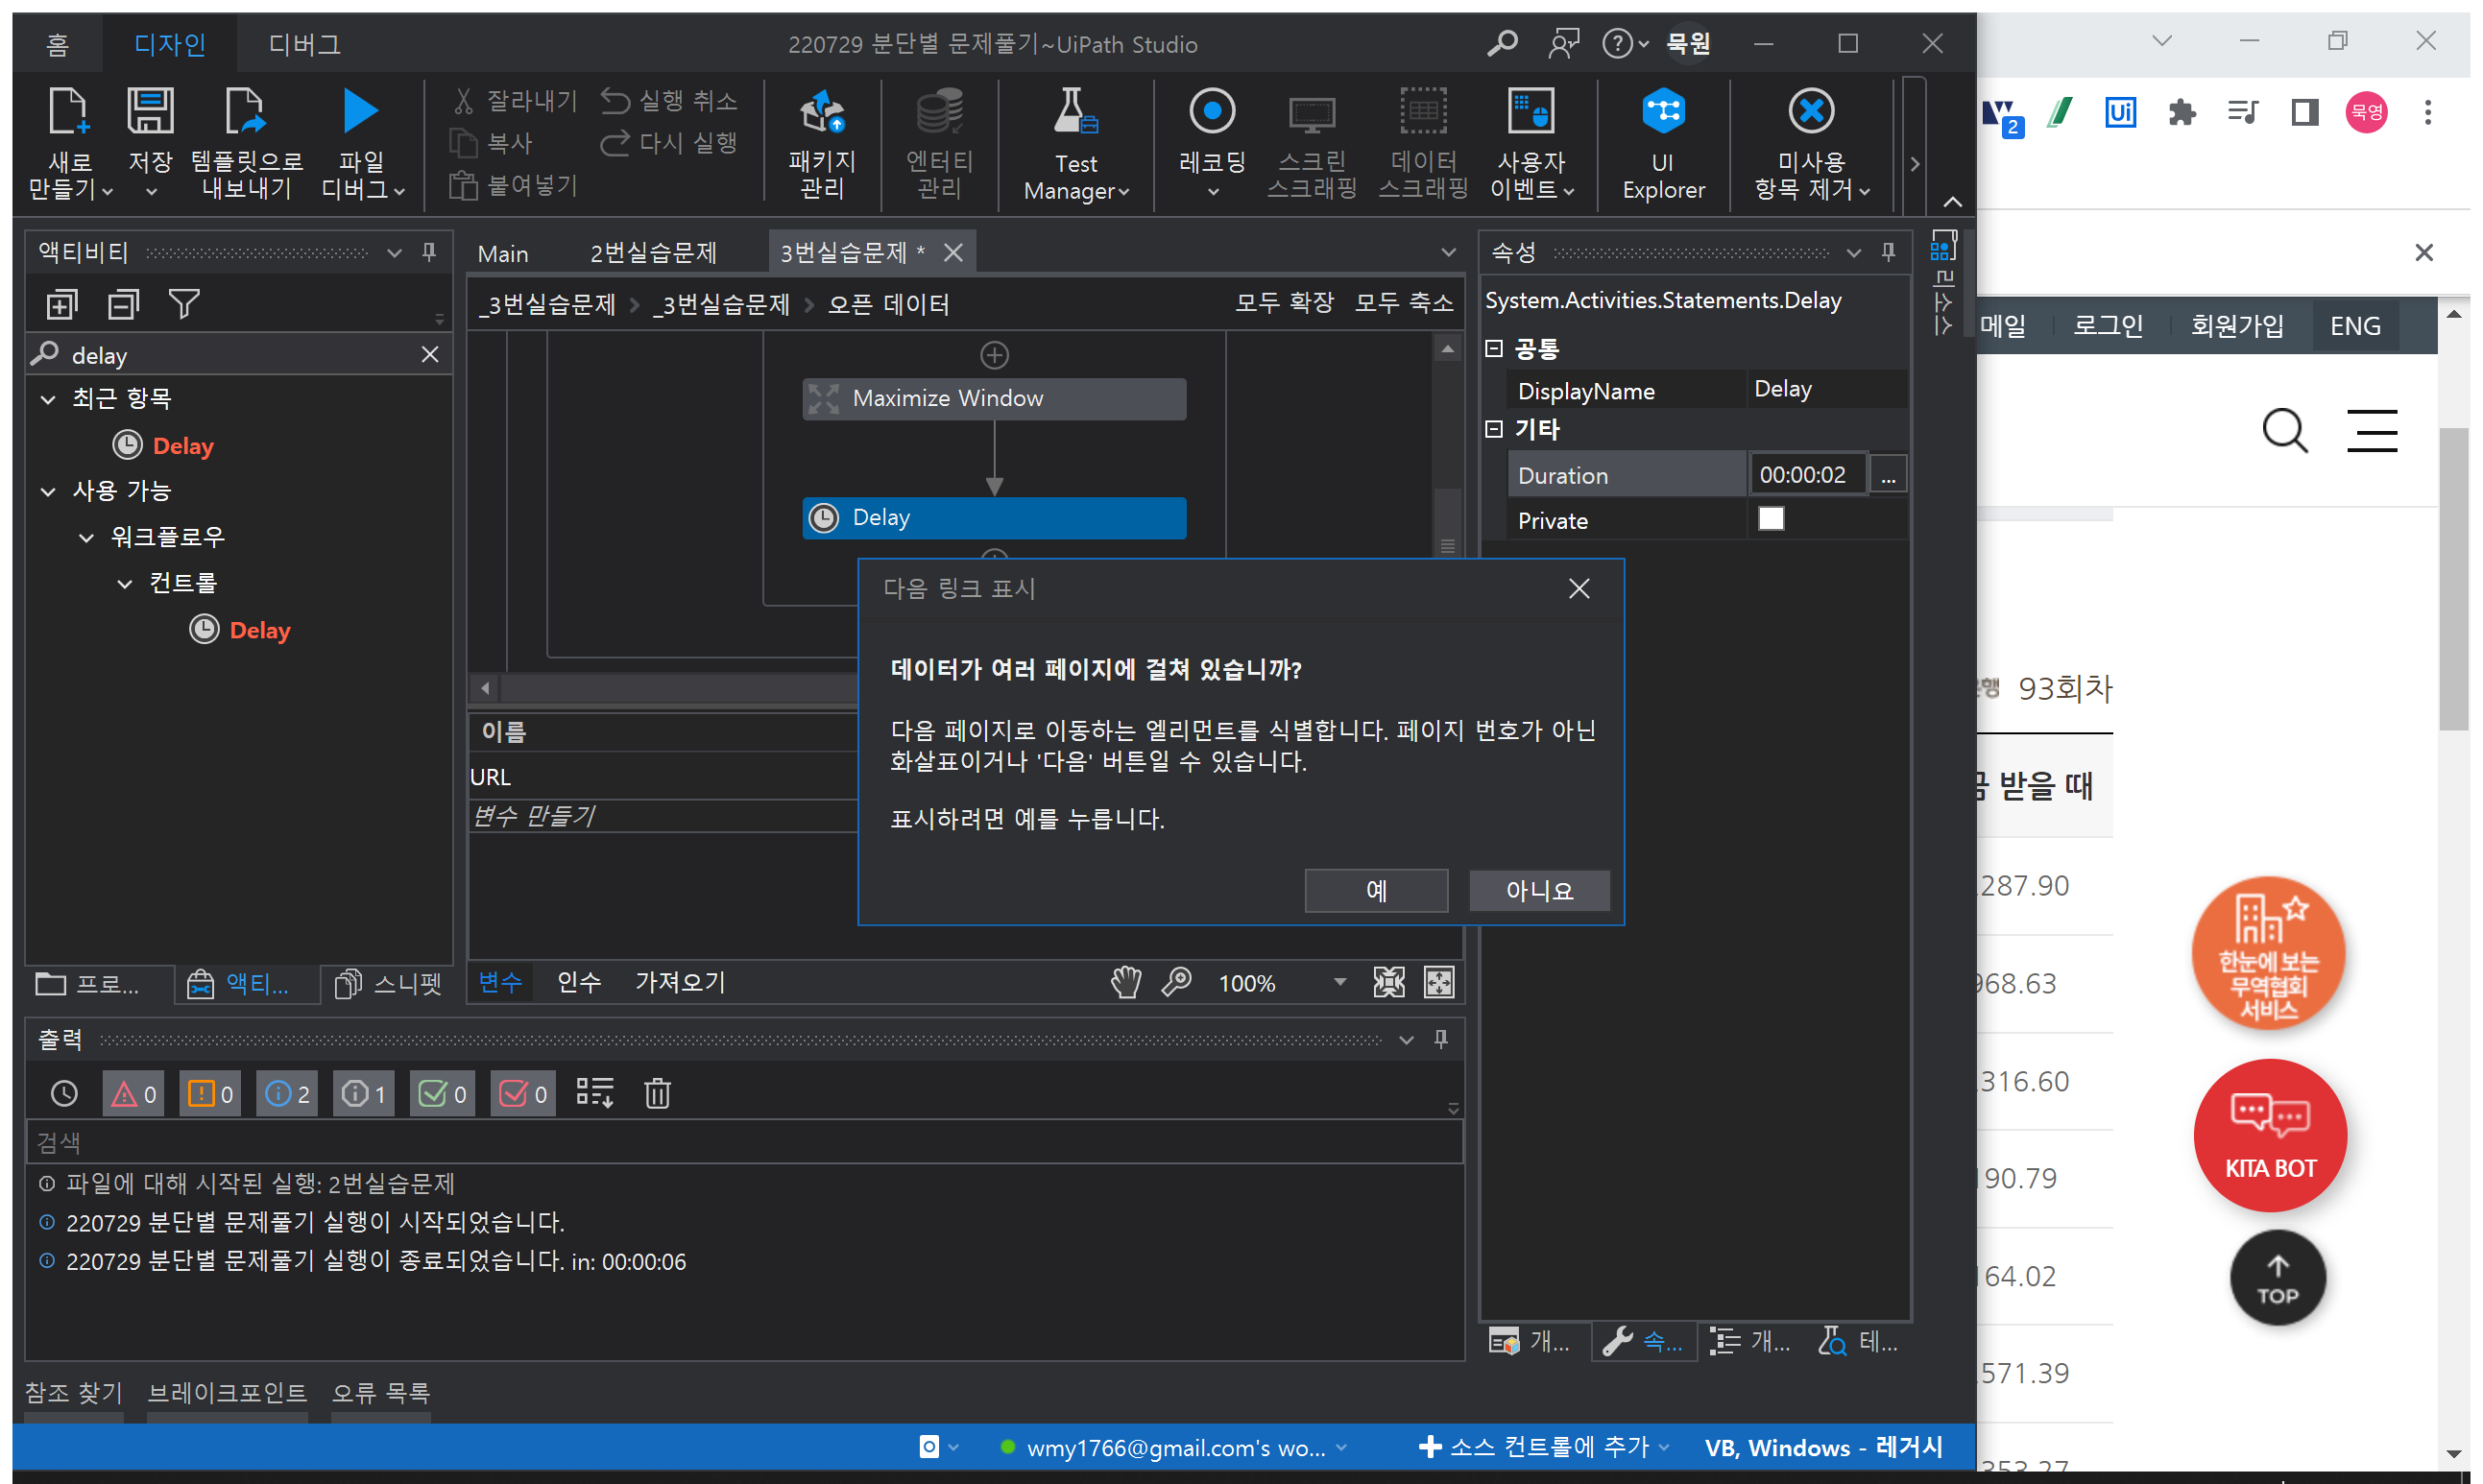 홈 디자인 디버그 220729 분단별 문제풀기~UiPath Studio 묵원
새로 만들기
저장
템플릿으로 내보내기
파일 디버그
잘라내기
복사
붙여넣기
실행 취소
다시 실행
패키지 관리
엔터티 관리
Test Manager
레코딩
스크린 스크래핑
데이터 스크래핑
사용자 이벤트
UI Explorer
미사용 항목 제거
액티비티
delay
최근 항목
Delay
사용 가능
워크플로우
컨트롤
Delay
프로... 액티... 스니펫
Main 2번실습문제 3번실습문제 *
_3번실습문제 > _3번실습문제 > 오픈 데이터 모두 확장 모두 축소
Maximize Window
Delay
이름
URL
변수 만들기
변수 인수 가져오기 100%
다음 링크 표시
데이터가 여러 페이지에 걸쳐 있습니까?
다음 페이지로 이동하는 엘리먼트를 식별합니다. 페이지 번호가 아닌
화살표이거나 '다음' 버튼일 수 있습니다.
표시하려면 예를 누릅니다.
예 아니요
속성
System.Activities.Statements.Delay
공통
DisplayName Delay
기타
Duration 00:00:02 ...
Private
개... 속... 개... 테...
리소스
출력
0 0 2 1 0 0
검색
파일에 대해 시작된 실행: 2번실습문제
220729 분단별 문제풀기 실행이 시작되었습니다.
220729 분단별 문제풀기 실행이 종료되었습니다. in: 00:00:06
참조 찾기 브레이크포인트 오류 목록
wmy1766@gmail.com's wo... 소스 컨트롤에 추가 VB, Windows - 레거시
2 Ui 묵영
메일 로그인 회원가입 ENG
93회차
받을 때
287.90
968.63
316.60
190.79
164.02
571.39
353.27
한눈에 보는
무역협회
서비스
KITA BOT
TOP